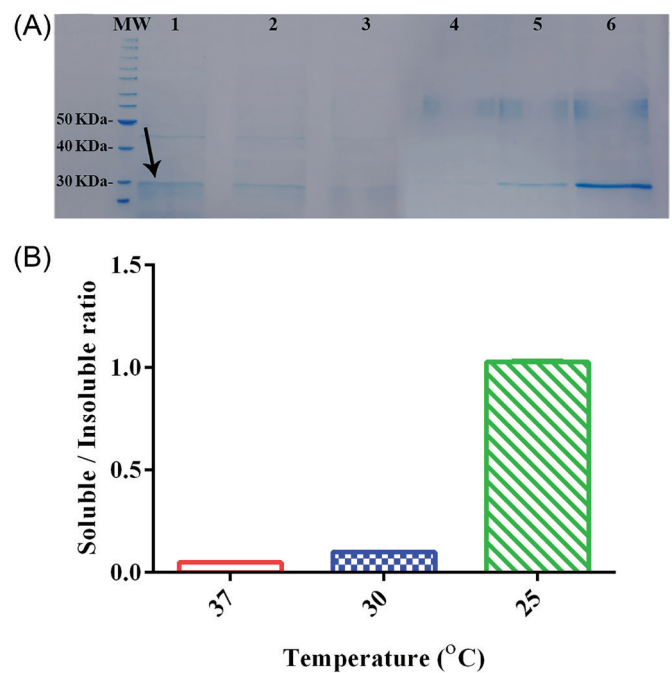 (A)
MW 1 2 3 4 5 6
50 KDa-
40 KDa-
30 KDa-
(B)
Soluble / Insoluble ratio
1.5
1.0
0.5
0.0
37 30 25
Temperature (°C)